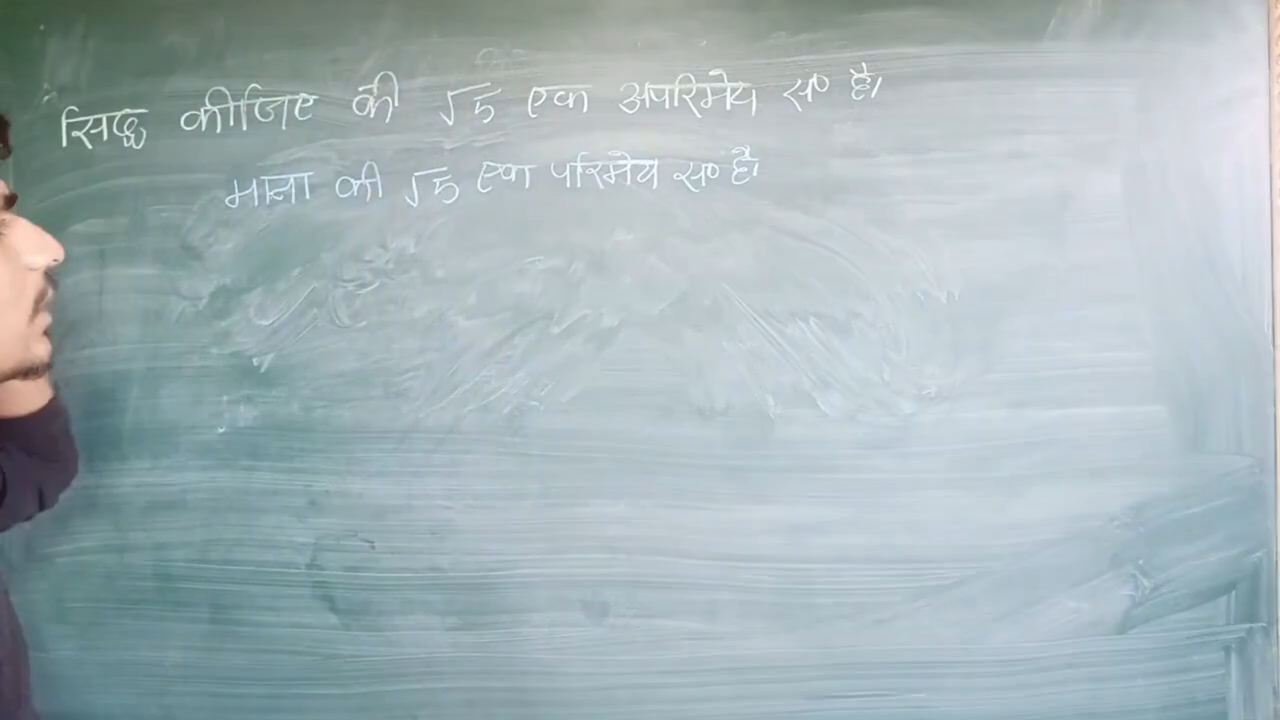 सिद्ध कीजिए की √5 एक अपरिमेय स० है।
माना की √5 एक परिमेय स० है।